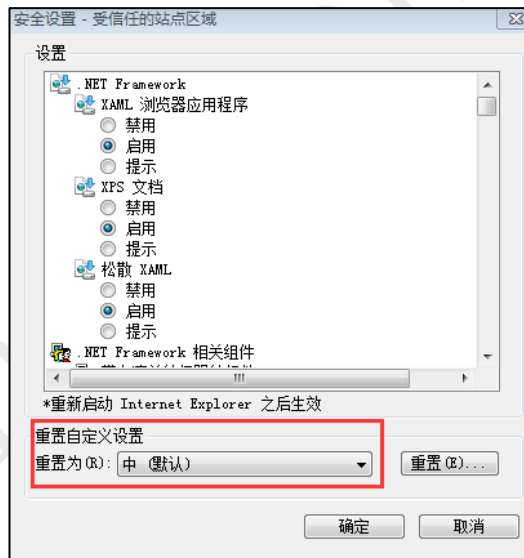 安全设置 - 受信任的站点区域
设置
.NET Framework
XAML 浏览器应用程序
禁用
启用
提示
XPS 文档
禁用
启用
提示
松散 XAML
禁用
启用
提示
.NET Framework 相关组件
*重新启动 Internet Explorer 之后生效
重置自定义设置
重置为(R): 中 (默认) 重置(E)...
确定 取消